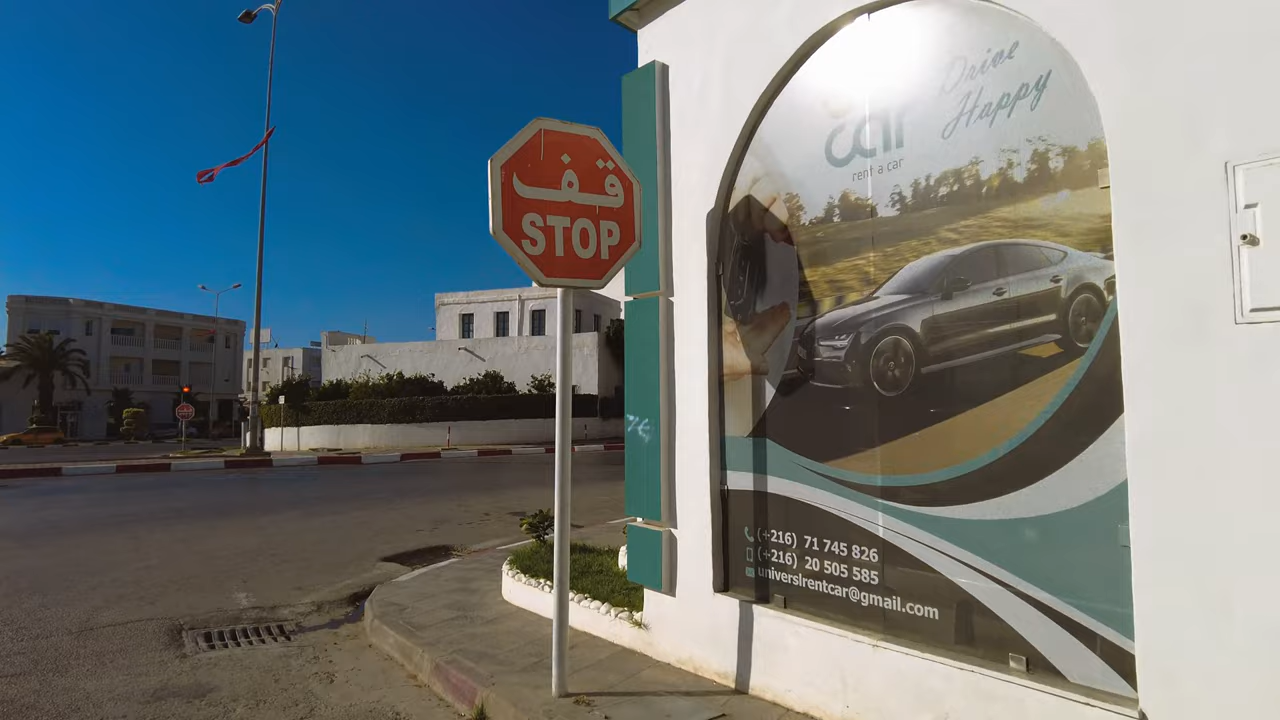 قف
STOP
Drive
Happy
car
rent a car
(+216) 71 745 826
(+216) 20 505 585
universlrentcar@gmail.com